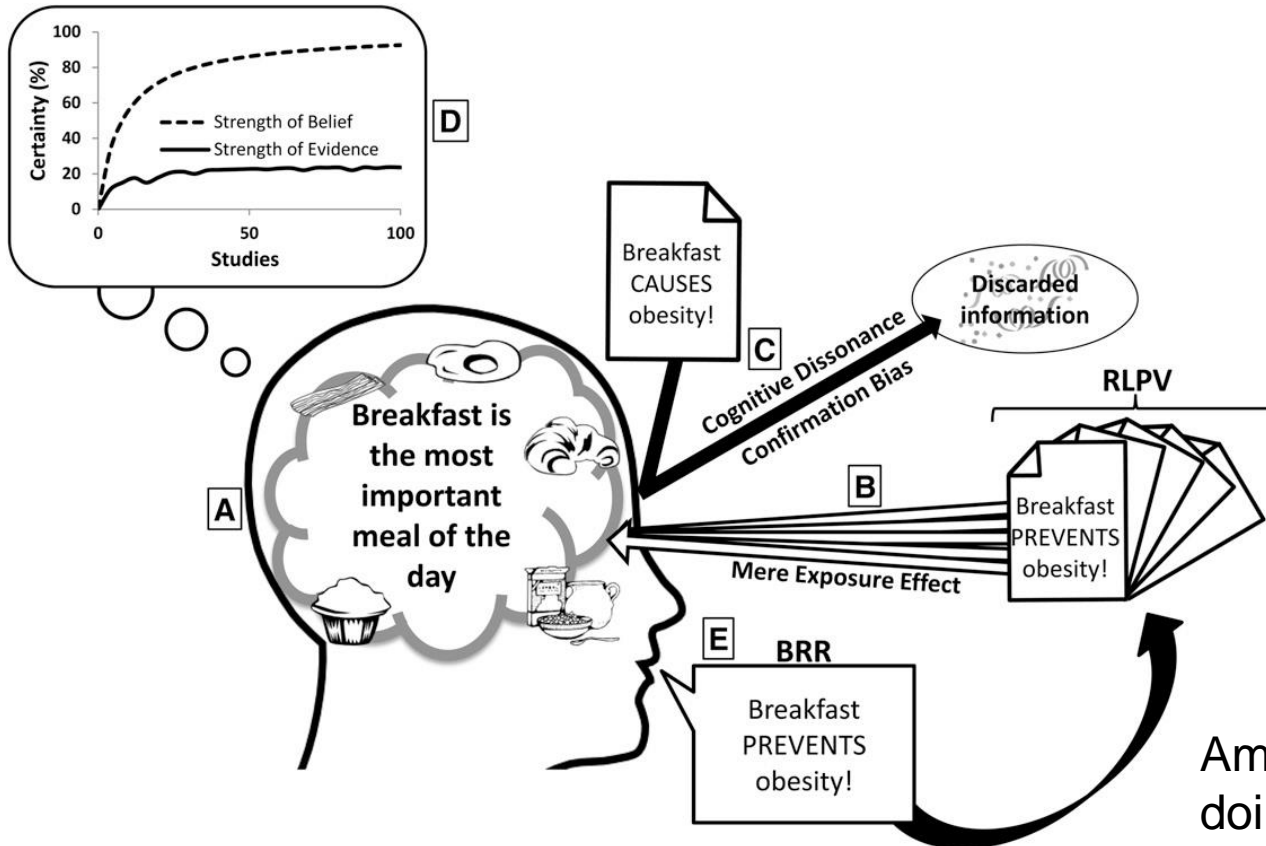 100
80
60
40
20
0
Certainty (%)
Strength of Belief
Strength of Evidence
0
50
100
Studies
D
Breakfast
CAUSES
obesity!
C
Discarded
information
Cognitive Dissonance
Confirmation Bias
RLPV
A
Breakfast is
the most
important
meal of the
day
B
Breakfast
PREVENTS
obesity!
Mere Exposure Effect
E
BRR
Breakfast
PREVENTS
obesity!
Am
doi